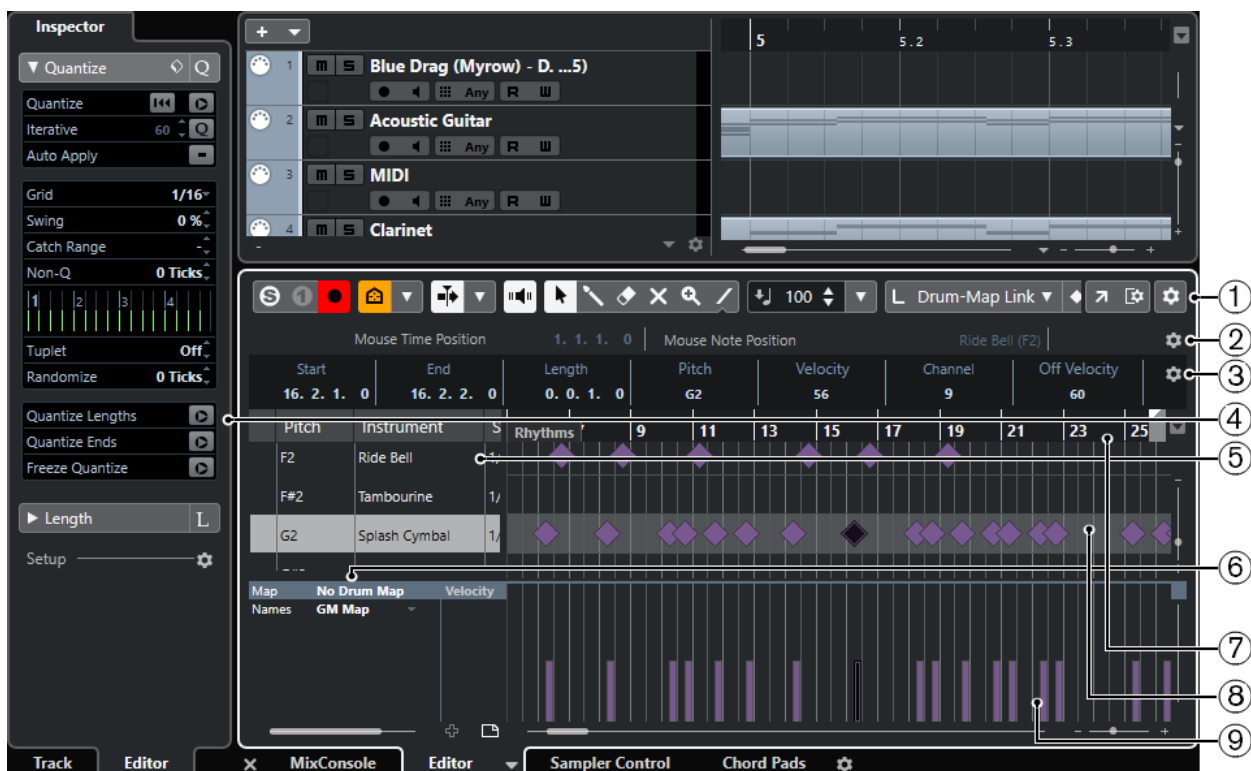 Inspector
Quantize Q
Quantize
Iterative 60 Q
Auto Apply
Grid 1/16
Swing 0 %
Catch Range -
Non-Q 0 Ticks
1 2 3 4
Tuplet Off
Randomize 0 Ticks
Quantize Lengths
Quantize Ends
Freeze Quantize
Length L
Setup
+
5 5.2 5.3
1 m S Blue Drag (Myrow) - D. ...5)
Any R W
2 m S Acoustic Guitar
Any R W
3 m S MIDI
Any R W
4 m S Clarinet
-
- +
S 1 100 L Drum-Map Link
Mouse Time Position 1. 1. 1. 0 Mouse Note Position Ride Bell (F2)
Start End Length Pitch Velocity Channel Off Velocity
16. 2. 1. 0 16. 2. 2. 0 0. 0. 1. 0 G2 56 9 60
Pitch Instrument S Rhythms 7 9 11 13 15 17 19 21 23 25
F2 Ride Bell 1/
F#2 Tambourine 1/
G2 Splash Cymbal 1/
Map No Drum Map Velocity
Names GM Map
- +
Track Editor X MixConsole Editor Sampler Control Chord Pads
1
2
3
4
5
6
7
8
9